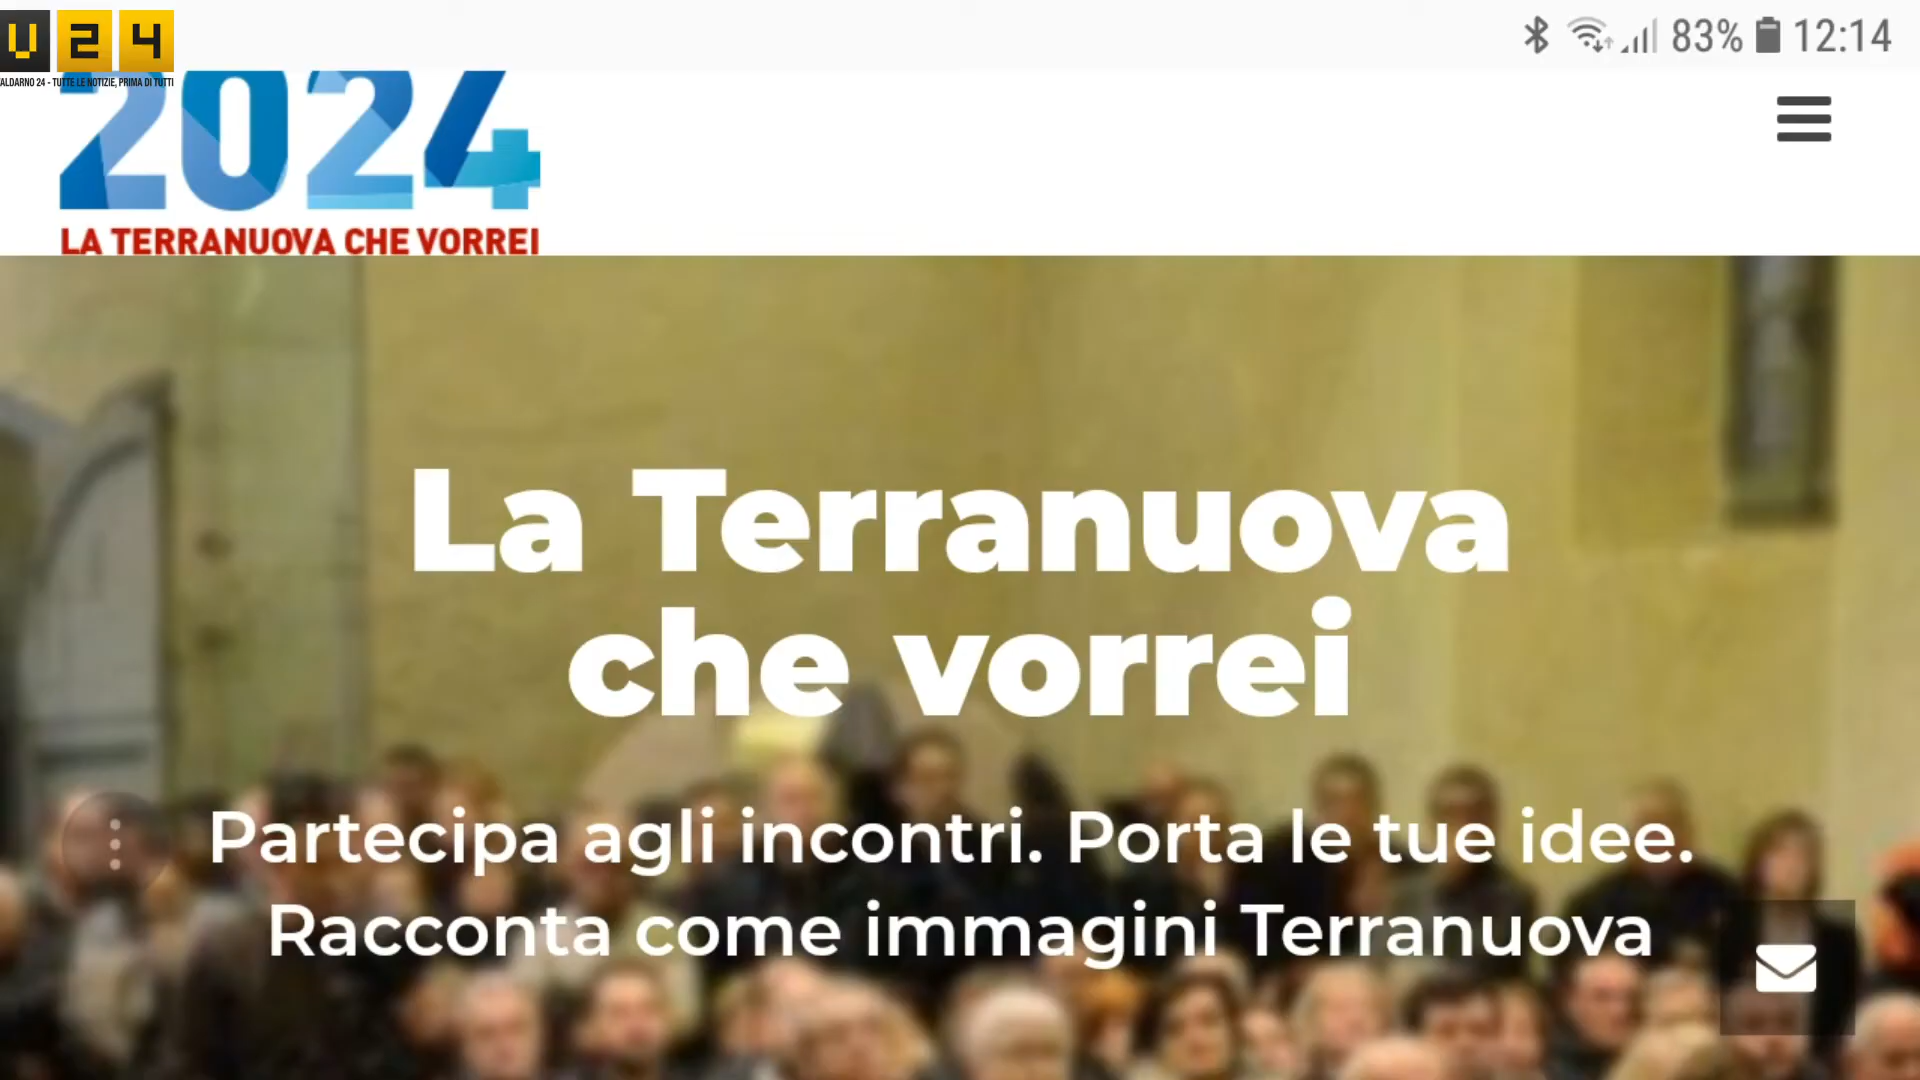 V24
ALDARNO 24 - TUTTE LE NOTIZIE, PRIMA DI TUTTI
83% 12:14
2024
LA TERRANUOVA CHE VORREI
La Terranuova
che vorrei
Partecipa agli incontri. Porta le tue idee.
Racconta come immagini Terranuova